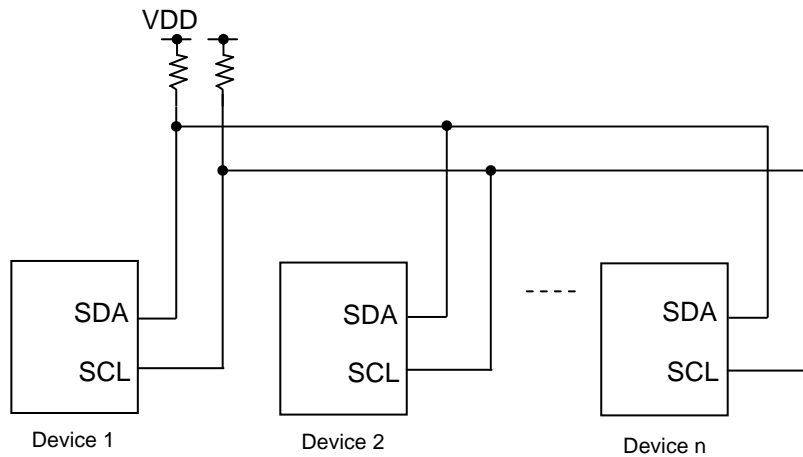 VDD
SDA
SCL
Device 1
SDA
SCL
Device 2
SDA
SCL
Device n